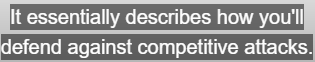 It essentially describes how you'll
defend against competitive attacks.